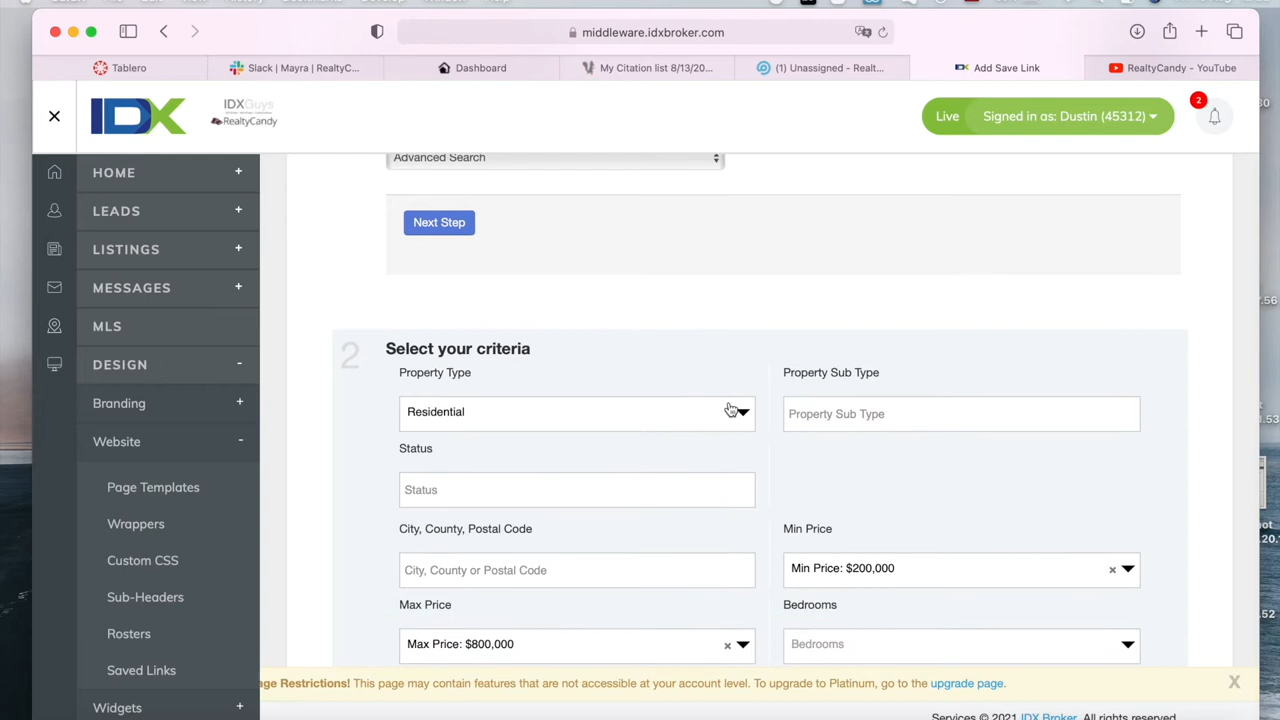 middleware.idxbroker.com
Tablero
Slack | Mayra | RealtyC...
Dashboard
My Citation list 8/13/20...
(1) Unassigned - Realt...
Add Save Link
RealtyCandy - YouTube
IDX
IDXGuys
RealtyCandy
Live
Signed in as: Dustin (45312)
2
HOME +
LEADS +
LISTINGS +
MESSAGES +
MLS
DESIGN -
Branding +
Website -
Page Templates
Wrappers
Custom CSS
Sub-Headers
Rosters
Saved Links
Widgets +
Advanced Search
Next Step
2
Select your criteria
Property Type
Property Sub Type
Residential
Property Sub Type
Status
Status
City, County, Postal Code
Min Price
City, County or Postal Code
Min Price: $200,000 ×
Max Price
Bedrooms
Max Price: $800,000 ×
Bedrooms
nge Restrictions! This page may contain features that are not accessible at your account level. To upgrade to Platinum, go to the upgrade page. X
Services © 2021 IDX Broker. All rights reserved.